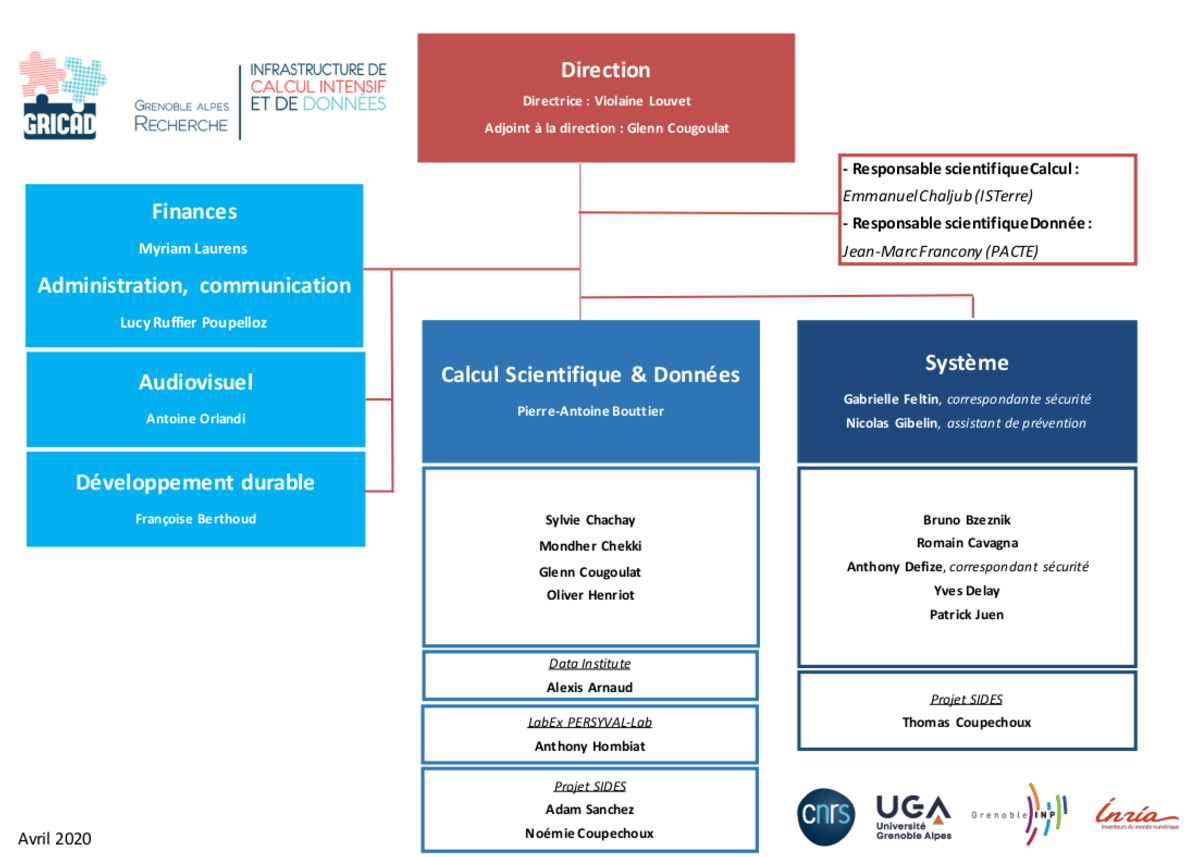 GRICAD
GRENOBLE ALPES
RECHERCHE
INFRASTRUCTURE DE
CALCUL INTENSIF
ET DE DONNÉES
Direction
Directrice : Violaine Louvet
Adjoint à la direction : Glenn Cougoulat
- Responsable scientifique Calcul :
Emmanuel Chaljub (ISTerre)
- Responsable scientifique Donnée :
Jean-Marc Francony (PACTE)
Finances
Myriam Laurens
Administration, communication
Lucy Ruffier Poupelloz
Audiovisuel
Antoine Orlandi
Développement durable
Françoise Berthoud
Calcul Scientifique & Données
Pierre-Antoine Bouttier
Sylvie Chachay
Mondher Chekki
Glenn Cougoulat
Oliver Henriot
Data Institute
Alexis Arnaud
LabEx PERSYVAL-Lab
Anthony Hombiat
Projet SIDES
Adam Sanchez
Noémie Coupechoux
Système
Gabrielle Feltin, correspondante sécurité
Nicolas Gibelin, assistant de prévention
Bruno Bzeznik
Romain Cavagna
Anthony Defize, correspondant sécurité
Yves Delay
Patrick Juen
Projet SIDES
Thomas Coupechoux
Avril 2020
cnrs
UGA
Université
Grenoble Alpes
Grenoble INP
inria
inventeurs du monde numérique